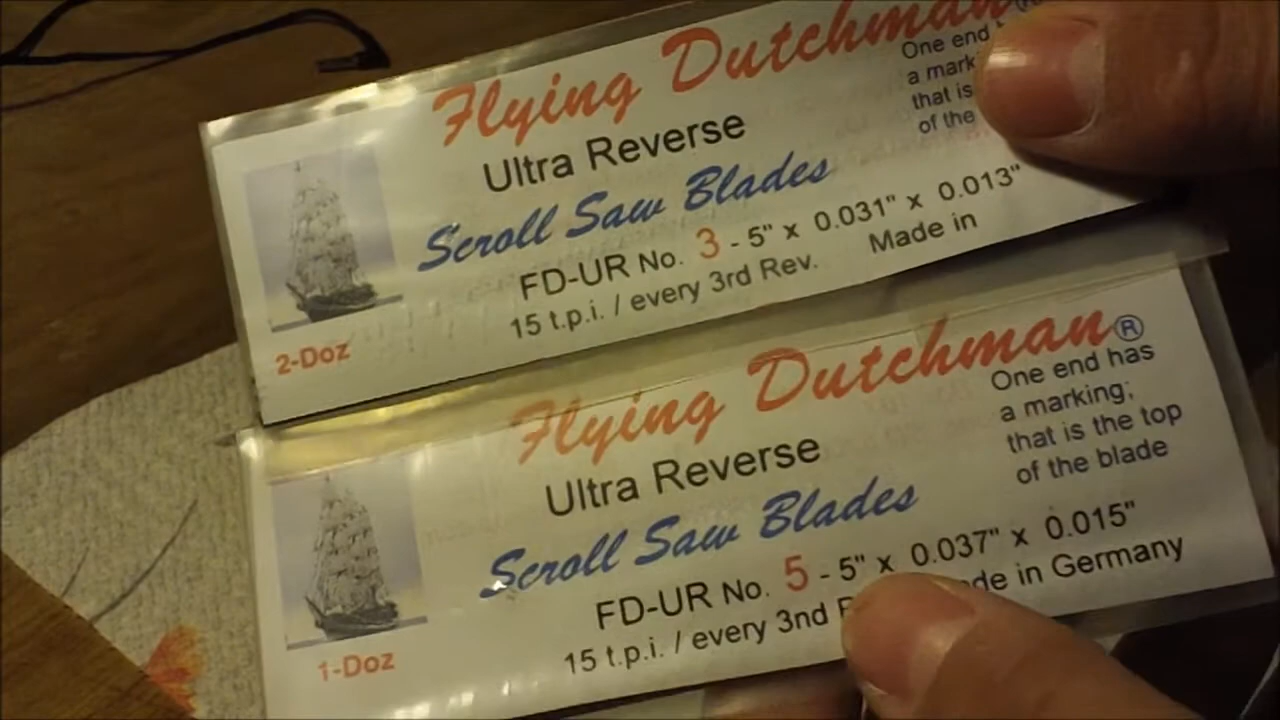 Flying Dutchman
One end
a mark
that is
of the
Ultra Reverse
Scroll Saw Blades
FD-UR No. 3 - 5" x 0.031" x 0.013"
15 t.p.i. / every 3rd Rev. Made in
2-Doz
Flying Dutchman®
One end has
a marking;
that is the top
of the blade
Ultra Reverse
Scroll Saw Blades
FD-UR No. 5 - 5" x 0.037" x 0.015"
15 t.p.i. / every 3nd in Germany
1-Doz